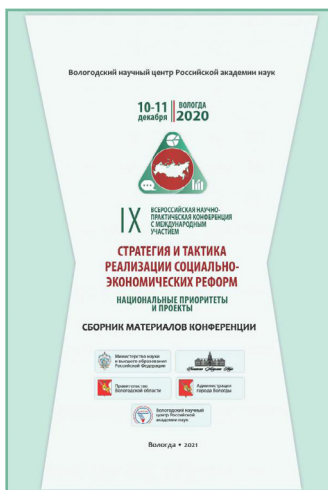 Вологодский научный центр Российской академии наук
10-11 ВОЛОГДА
декабря 2020
IX ВСЕРОССИЙСКАЯ НАУЧНО-
ПРАКТИЧЕСКАЯ КОНФЕРЕНЦИЯ
С МЕЖДУНАРОДНЫМ
УЧАСТИЕМ
СТРАТЕГИЯ И ТАКТИКА
РЕАЛИЗАЦИИ СОЦИАЛЬНО-
ЭКОНОМИЧЕСКИХ РЕФОРМ
НАЦИОНАЛЬНЫЕ ПРИОРИТЕТЫ
И ПРОЕКТЫ
СБОРНИК МАТЕРИАЛОВ КОНФЕРЕНЦИИ
Министерство науки
и высшего образования
Российской Федерации
Правительство
Вологодской области
Администрация
города Вологды
Вологодский научный
центр Российской
академии наук
Вологда • 2021